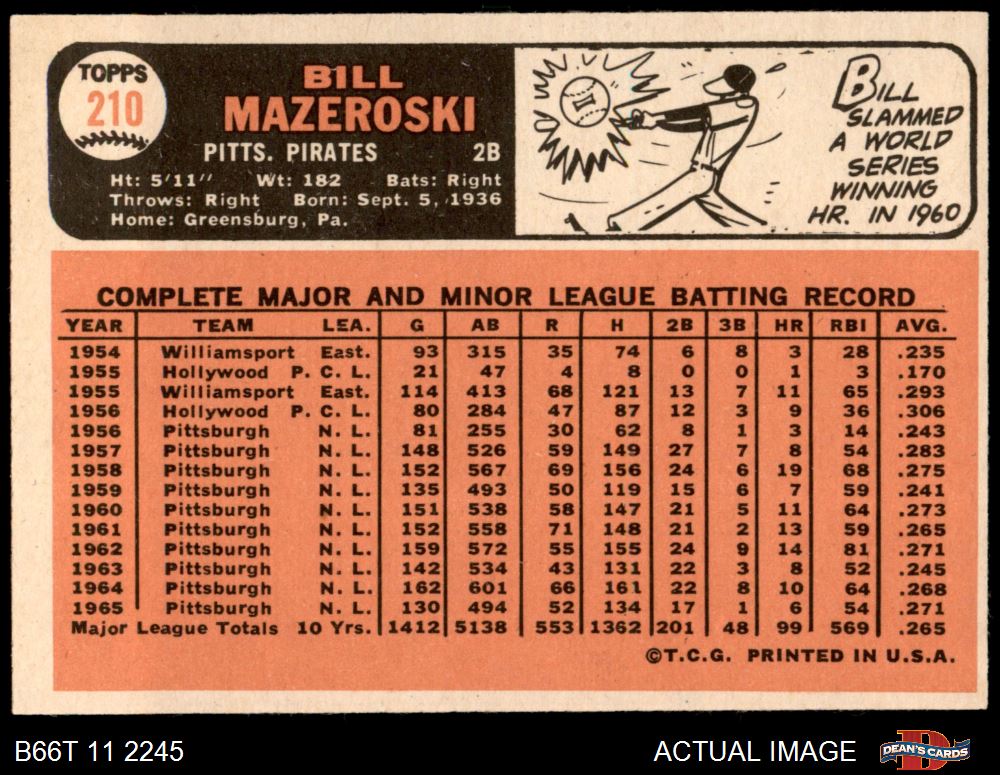 TOPPS
210
BILL
MAZEROSKI
PITTS. PIRATES 2B
Ht: 5'11" Wt: 182 Bats: Right
Throws: Right Born: Sept. 5, 1936
Home: Greensburg, Pa.
BILL
SLAMMED
A WORLD
SERIES
WINNING
HR. IN 1960
COMPLETE MAJOR AND MINOR LEAGUE BATTING RECORD
YEAR TEAM LEA. G AB R H 2B 3B HR RBI AVG.
1954 Williamsport East. 93 315 35 74 6 8 3 28 .235
1955 Hollywood P. C. L. 21 47 4 8 0 0 1 3 .170
1955 Williamsport East. 114 413 68 121 13 7 11 65 .293
1956 Hollywood P. C. L. 80 284 47 87 12 3 9 36 .306
1956 Pittsburgh N. L. 81 255 30 62 8 1 3 14 .243
1957 Pittsburgh N. L. 148 526 59 149 27 7 8 54 .283
1958 Pittsburgh N. L. 152 567 69 156 24 6 19 68 .275
1959 Pittsburgh N. L. 135 493 50 119 15 6 7 59 .241
1960 Pittsburgh N. L. 151 538 58 147 21 5 11 64 .273
1961 Pittsburgh N. L. 152 558 71 148 21 2 13 59 .265
1962 Pittsburgh N. L. 159 572 55 155 24 9 14 81 .271
1963 Pittsburgh N. L. 142 534 43 131 22 3 8 52 .245
1964 Pittsburgh N. L. 162 601 66 161 22 8 10 64 .268
1965 Pittsburgh N. L. 130 494 52 134 17 1 6 54 .271
Major League Totals 10 Yrs. 1412 5138 553 1362 201 48 99 569 .265
©T.C.G. PRINTED IN U.S.A.
B66T 11 2245 ACTUAL IMAGE DEAN'S CARDS